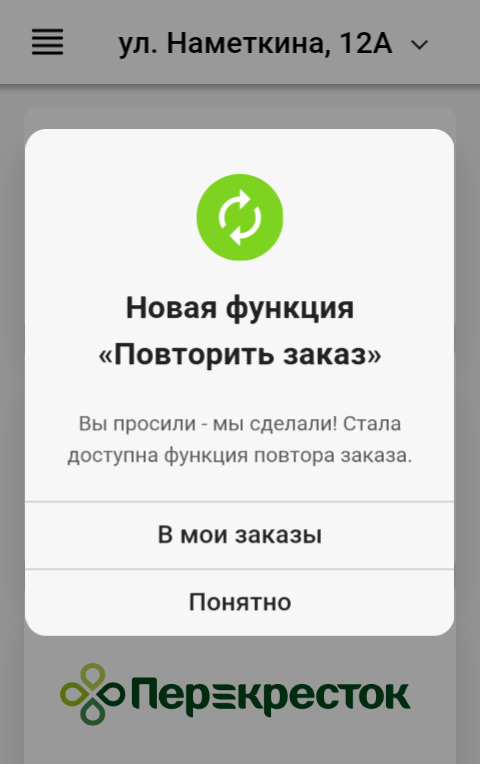 ул. Наметкина, 12А
Новая функция
«Повторить заказ»
Вы просили - мы сделали! Стала
доступна функция повтора заказа.
В мои заказы
Понятно
Перекресток